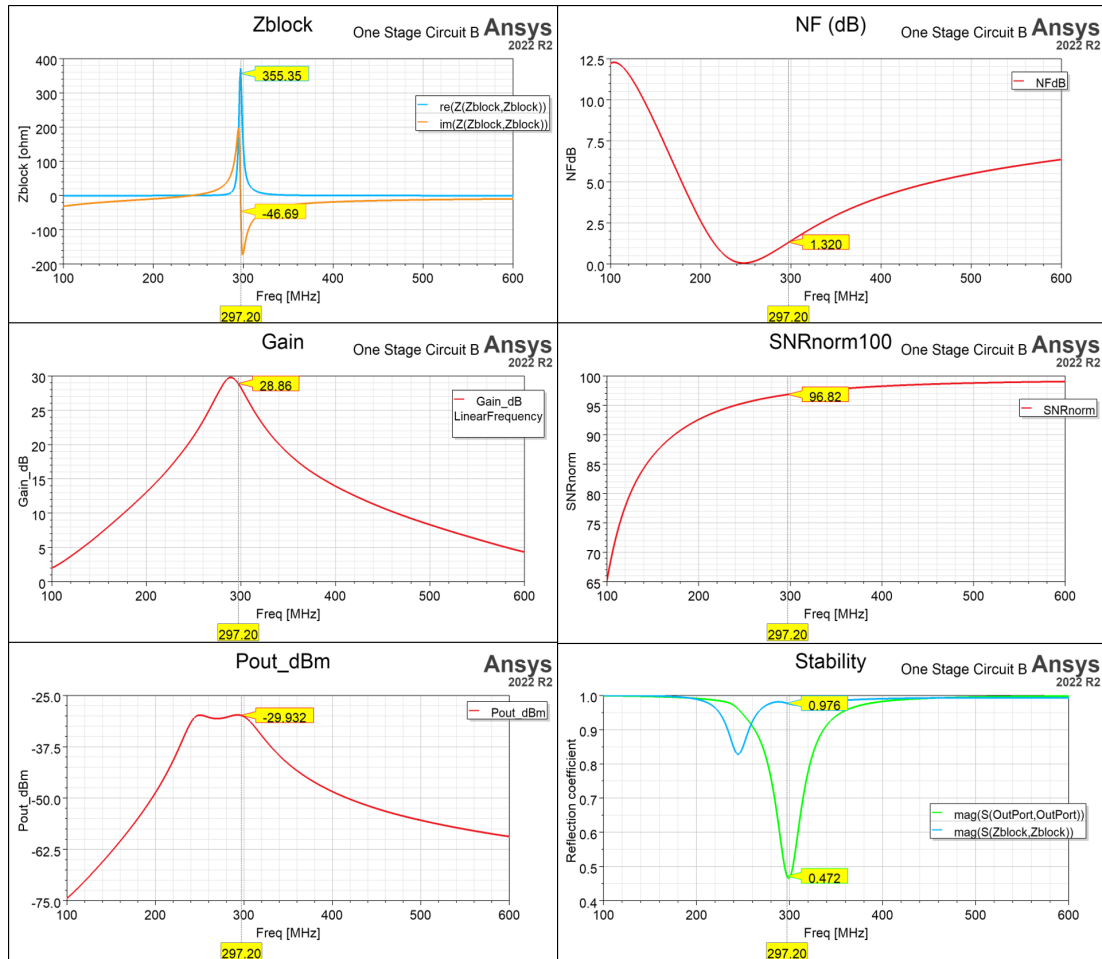 Zblock
One Stage Circuit B Ansys
2022 R2
400
300
200
100
0
-100
-200
Zblock [ohm]
355.35
-46.69
re(Z(Zblock,Zblock))
im(Z(Zblock,Zblock))
100 200 300 400 500 600
Freq [MHz]
297.20
NF (dB)
One Stage Circuit B Ansys
2022 R2
12.5
10.0
7.5
5.0
2.5
0.0
NFdB
NFdB
1.320
100 200 300 400 500 600
Freq [MHz]
297.20
Gain
One Stage Circuit B Ansys
2022 R2
30
25
20
15
10
5
0
Gain_dB
28.86
Gain_dB
LinearFrequency
100 200 300 400 500 600
Freq [MHz]
297.20
SNRnorm100
One Stage Circuit B Ansys
2022 R2
100
95
90
85
80
75
70
65
SNRnorm
96.82
SNRnorm
100 200 300 400 500 600
Freq [MHz]
297.20
Pout_dBm
Ansys
2022 R2
-25.0
-37.5
-50.0
-62.5
-75.0
Pout_dBm
-29.932
Pout_dBm
100 200 300 400 500 600
Freq [MHz]
297.20
Stability
One Stage Circuit B Ansys
2022 R2
1.0
0.9
0.8
0.7
0.6
0.5
0.4
Reflection coefficient
0.976
0.472
mag(S(OutPort,OutPort))
mag(S(Zblock,Zblock))
100 200 300 400 500 600
Freq [MHz]
297.20